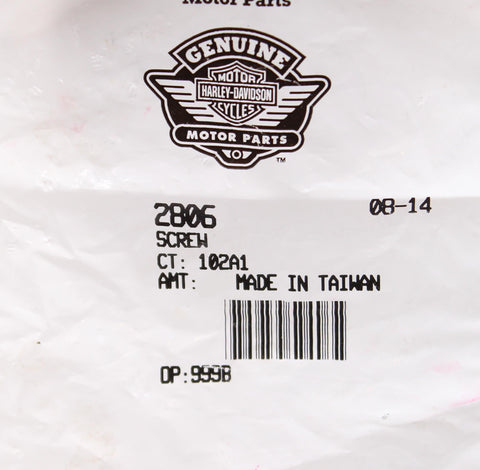 Motor Parts
GENUINE
MOTOR
HARLEY-DAVIDSON
CYCLES
MOTOR PARTS
TM
2806
08-14
SCREW
CT: 102A1
AMT: MADE IN TAIWAN
OP:999B